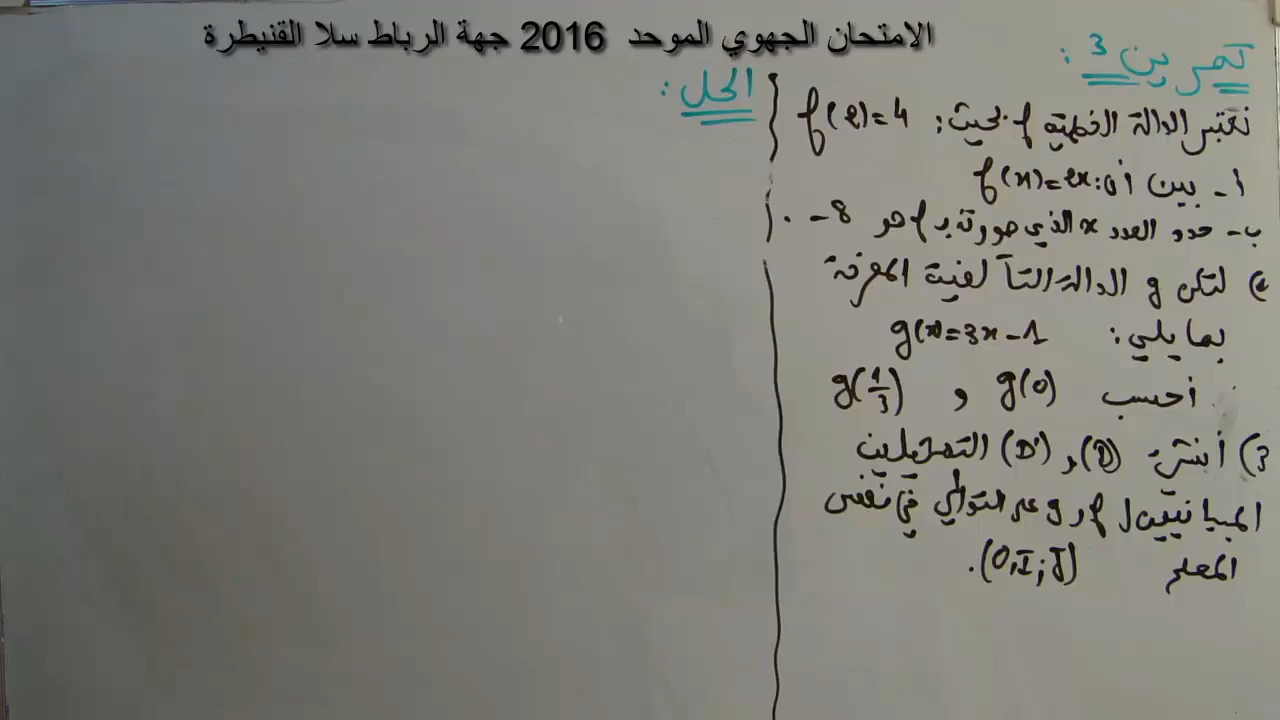 الامتحان الجهوي الموحد 2016 جهة الرباط سلا القنيطرة
تمرين 3 :
نعتبر الدالة الخطية f بحيث: f(2)=4
أ- بين أن: f(x)=2x
ب- حدد العدد x الذي صورته بـ f هو 8-.
2) لتكن g الدالة التآلفية المعرفة
بما يلي: g(x)=3x-1
أحسب g(0) و g(1/3)
3) أنشئ (D) و (D') التمثيلين
المبيانيين ل f و g على التوالي في نفس
المعلم (O,I;J).
الحل :